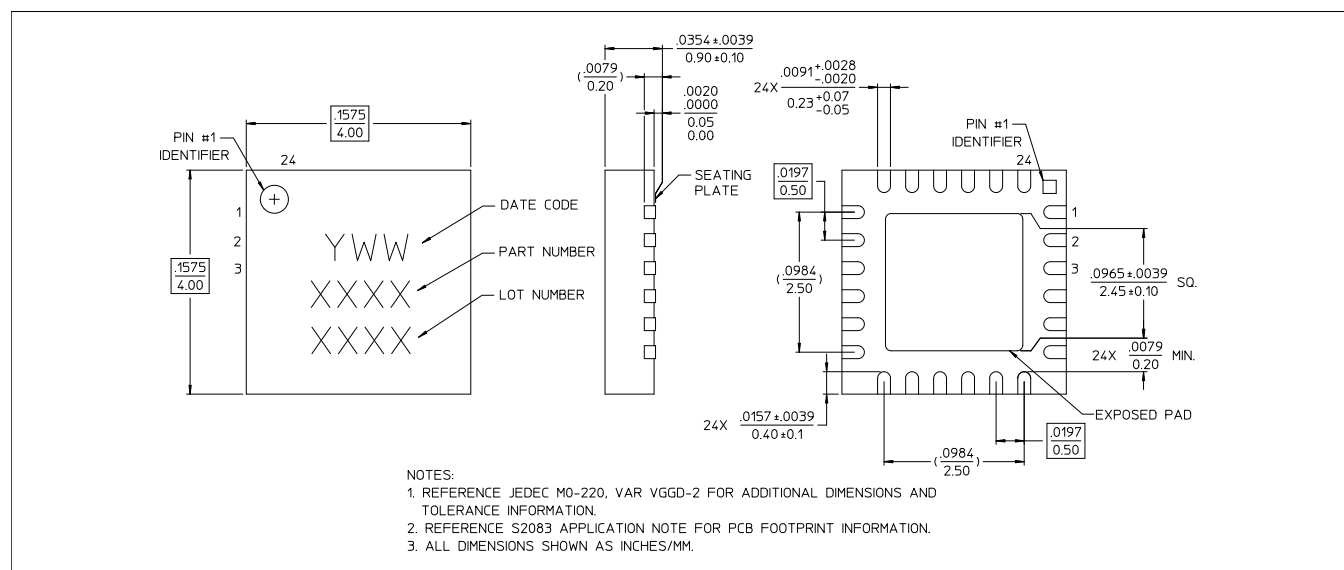 .1575
4.00
PIN #1
IDENTIFIER
24
1
2
3
.1575
4.00
YWW
XXXX
XXXX
DATE CODE
PART NUMBER
LOT NUMBER
.0354±.0039
0.90±0.10
(.0079
0.20)
.0020
.0000
0.05
0.00
SEATING
PLATE
24X .0091 +.0028
-.0020
0.23 +0.07
-0.05
PIN #1
IDENTIFIER
24
.0197
0.50
1
2
3
(.0984
2.50)
.0965±.0039 SQ.
2.45±0.10
24X .0079 MIN.
0.20
24X .0157±.0039
0.40±0.1
EXPOSED PAD
.0197
0.50
(.0984
2.50)
NOTES:
1. REFERENCE JEDEC MO-220, VAR VGGD-2 FOR ADDITIONAL DIMENSIONS AND
TOLERANCE INFORMATION.
2. REFERENCE S2083 APPLICATION NOTE FOR PCB FOOTPRINT INFORMATION.
3. ALL DIMENSIONS SHOWN AS INCHES/MM.